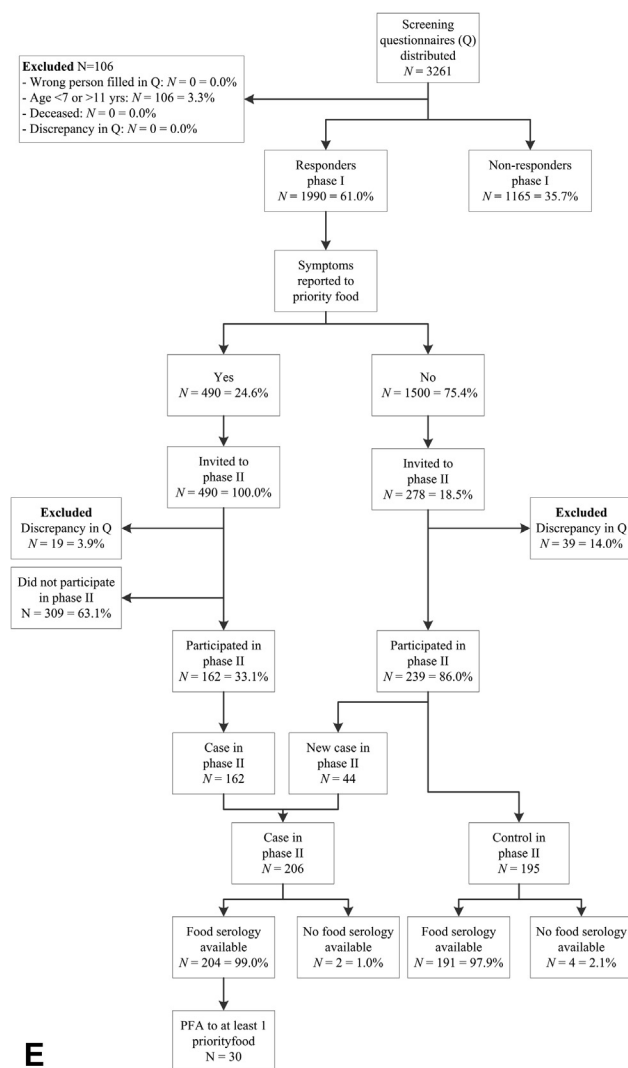 Screening
questionnaires (Q)
distributed
N = 3261
Excluded N=106
- Wrong person filled in Q: N = 0 = 0.0%
- Age <7 or >11 yrs: N = 106 = 3.3%
- Deceased: N = 0 = 0.0%
- Discrepancy in Q: N = 0 = 0.0%
Responders
phase I
N = 1990 = 61.0%
Non-responders
phase I
N = 1165 = 35.7%
Symptoms
reported to
priority food
Yes
N = 490 = 24.6%
No
N = 1500 = 75.4%
Invited to
phase II
N = 490 = 100.0%
Invited to
phase II
N = 278 = 18.5%
Excluded
Discrepancy in Q
N = 19 = 3.9%
Excluded
Discrepancy in Q
N = 39 = 14.0%
Did not participate
in phase II
N = 309 = 63.1%
Participated in
phase II
N = 162 = 33.1%
Participated in
phase II
N = 239 = 86.0%
Case in
phase II
N = 162
New case in
phase II
N = 44
Case in
phase II
N = 206
Control in
phase II
N = 195
Food serology
available
N = 204 = 99.0%
No food serology
available
N = 2 = 1.0%
Food serology
available
N = 191 = 97.9%
No food serology
available
N = 4 = 2.1%
PFA to at least 1
priorityfood
N = 30
E